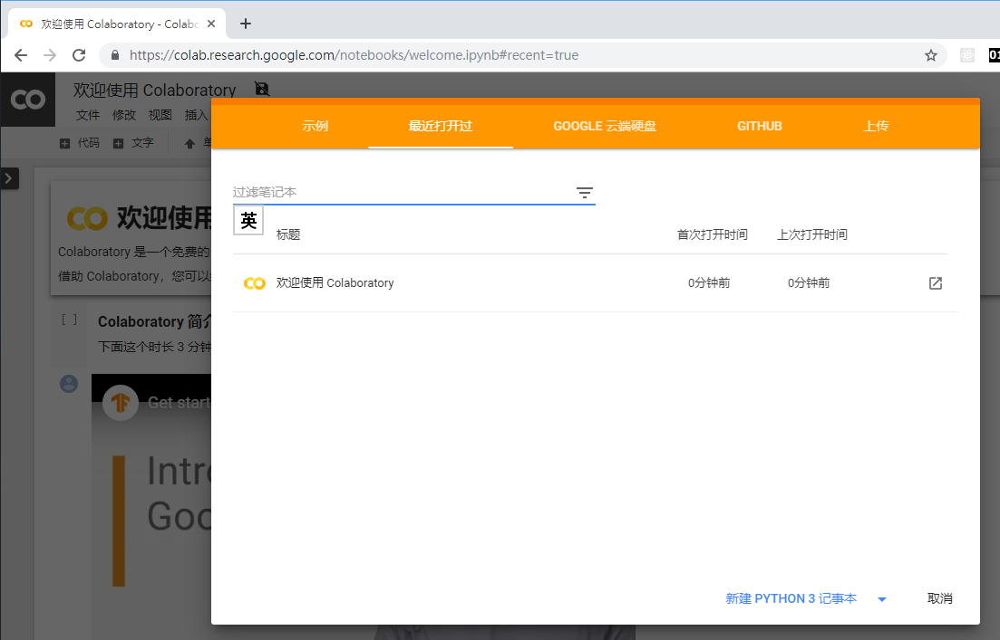 欢迎使用 Colaboratory - Colabo
https://colab.research.google.com/notebooks/welcome.ipynb#recent=true
01
CO 欢迎使用 Colaboratory
文件 修改 视图 插入
代码 文字 单
示例 最近打开过 GOOGLE 云端硬盘 GITHUB 上传
过滤笔记本
英
标题 首次打开时间 上次打开时间
欢迎使用 Colaboratory 0分钟前 0分钟前
欢迎使用
Colaboratory 是一个免费的
借助 Colaboratory，您可以
[ ] Colaboratory 简介
下面这个时长 3 分钟
Get start
Intro
Goo
新建 PYTHON 3 记事本 取消